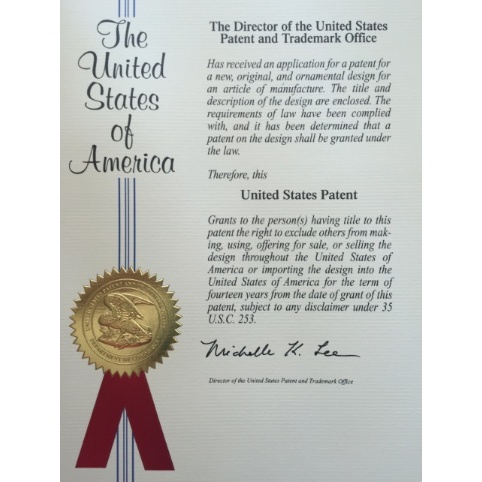 The
United
States
of
America
The Director of the United States
Patent and Trademark Office
Has received an application for a patent for
a new, original, and ornamental design for
an article of manufacture. The title and
description of the design are enclosed. The
requirements of law have been complied
with, and it has been determined that a
patent on the design shall be granted under
the law.
Therefore, this
United States Patent
Grants to the person(s) having title to this
patent the right to exclude others from mak-
ing, using, offering for sale, or selling the
design throughout the United States of
America or importing the design into the
United States of America for the term of
fourteen years from the date of grant of this
patent, subject to any disclaimer under 35
U.S.C. 253.
Michelle K. Lee
Director of the United States Patent and Trademark Office